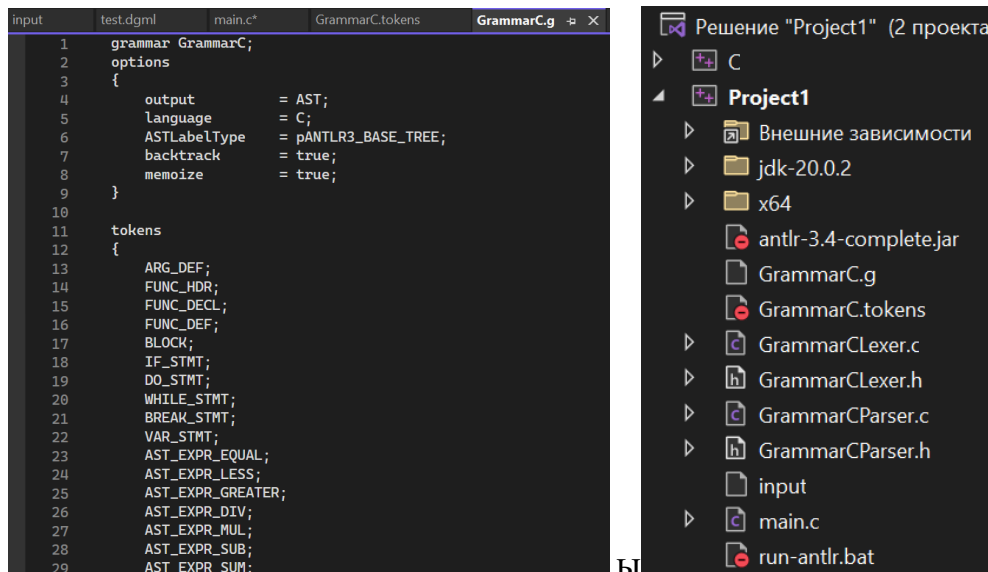 input test.dgml main.c* GrammarC.tokens GrammarC.g
1 grammar GrammarC;
2 options
3 {
4 output = AST;
5 language = C;
6 ASTLabelType = pANTLR3_BASE_TREE;
7 backtrack = true;
8 memoize = true;
9 }
10
11 tokens
12 {
13 ARG_DEF;
14 FUNC_HDR;
15 FUNC_DECL;
16 FUNC_DEF;
17 BLOCK;
18 IF_STMT;
19 DO_STMT;
20 WHILE_STMT;
21 BREAK_STMT;
22 VAR_STMT;
23 AST_EXPR_EQUAL;
24 AST_EXPR_LESS;
25 AST_EXPR_GREATER;
26 AST_EXPR_DIV;
27 AST_EXPR_MUL;
28 AST_EXPR_SUB;
29 AST_EXPR_SUM;
ы
Решение "Project1" (2 проекта
C
Project1
Внешние зависимости
jdk-20.0.2
x64
antlr-3.4-complete.jar
GrammarC.g
GrammarC.tokens
GrammarCLexer.c
GrammarCLexer.h
GrammarCParser.c
GrammarCParser.h
input
main.c
run-antlr.bat